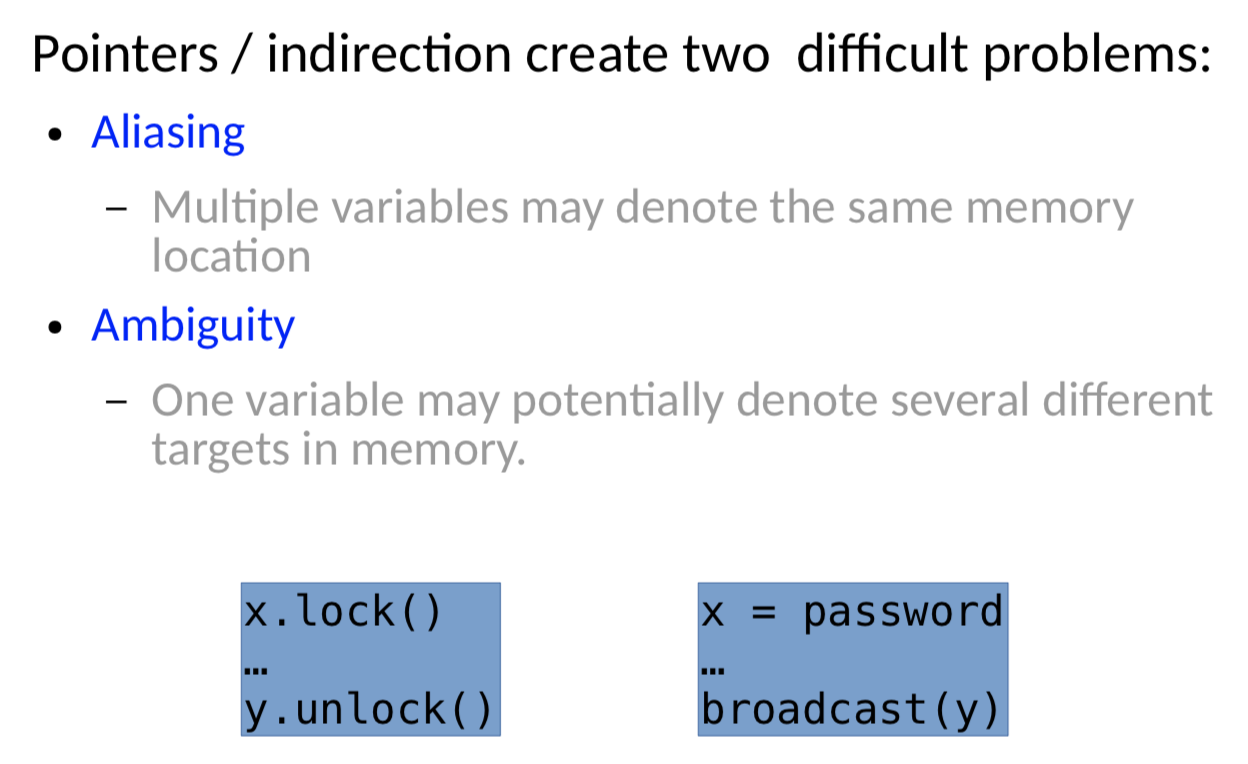 Pointers / indirection create two  difficult problems:
• Aliasing
– Multiple variables may denote the same memory
location
• Ambiguity
– One variable may potentially denote several different
targets in memory.
x.lock()
…
y.unlock()
x = password
…
broadcast(y)